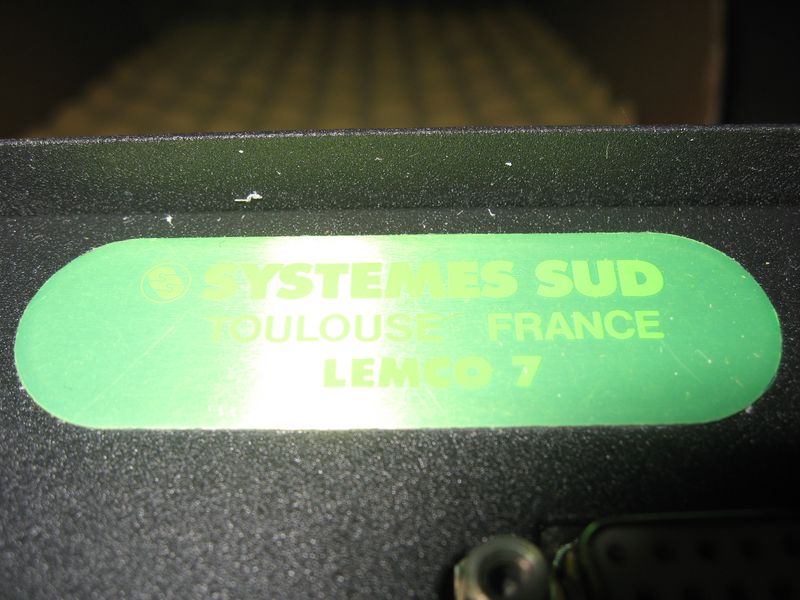 SYSTEMES SUD
TOULOUSE FRANCE
LEMCO 7